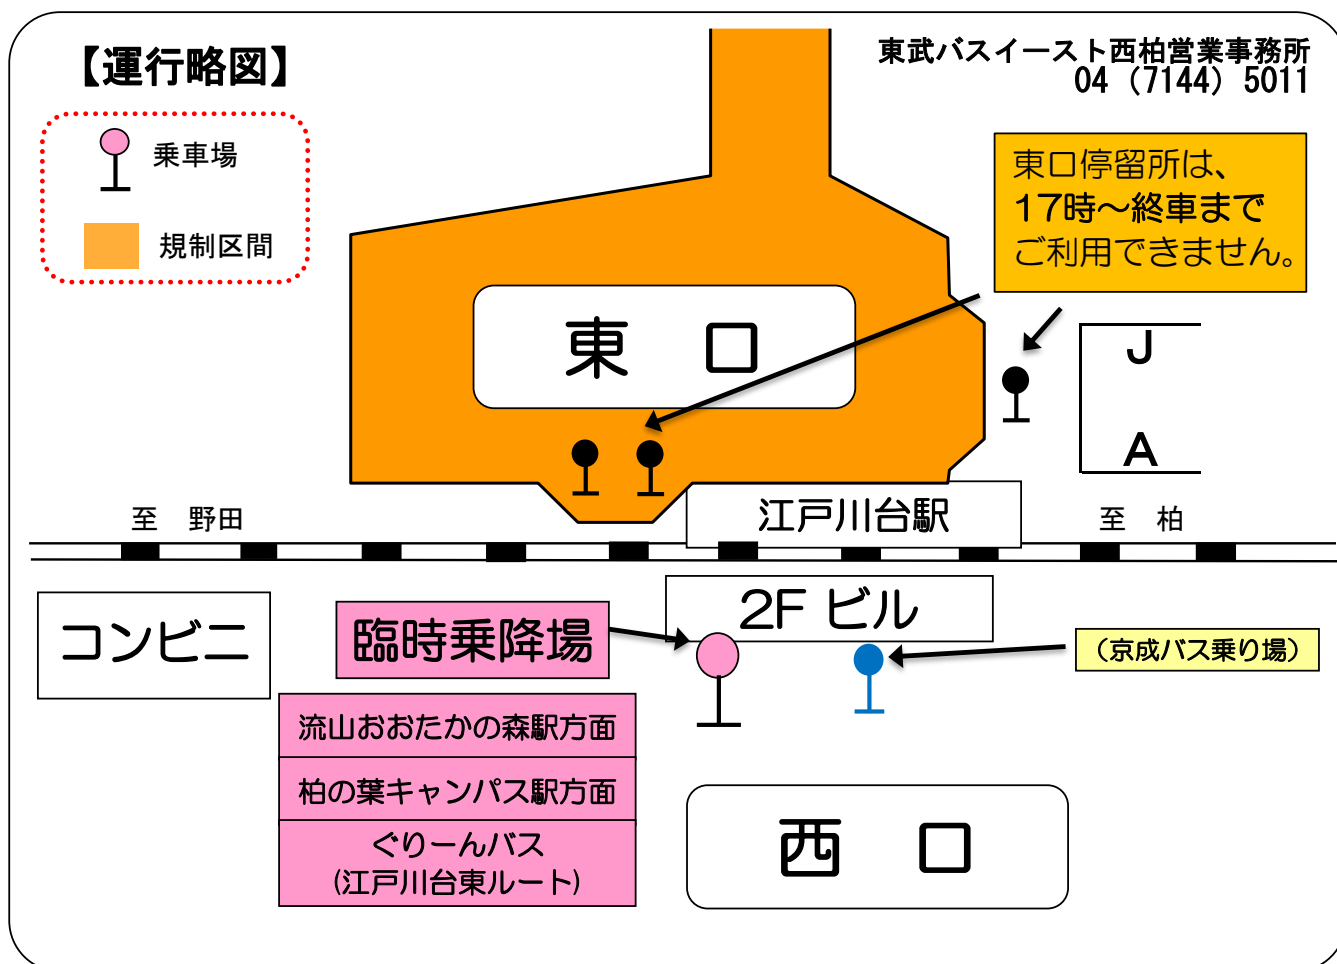 【運行略図】
東武バスイースト西柏営業事務所
04（7144）5011
乗車場
規制区間
東口停留所は、
17時～終車まで
ご利用できません。
東 口
J
A
江戸川台駅
至 野田
至 柏
2F ビル
コンビニ
臨時乗降場
（京成バス乗り場）
流山おおたかの森駅方面
柏の葉キャンパス駅方面
ぐりーんバス
(江戸川台東ルート)
西 口